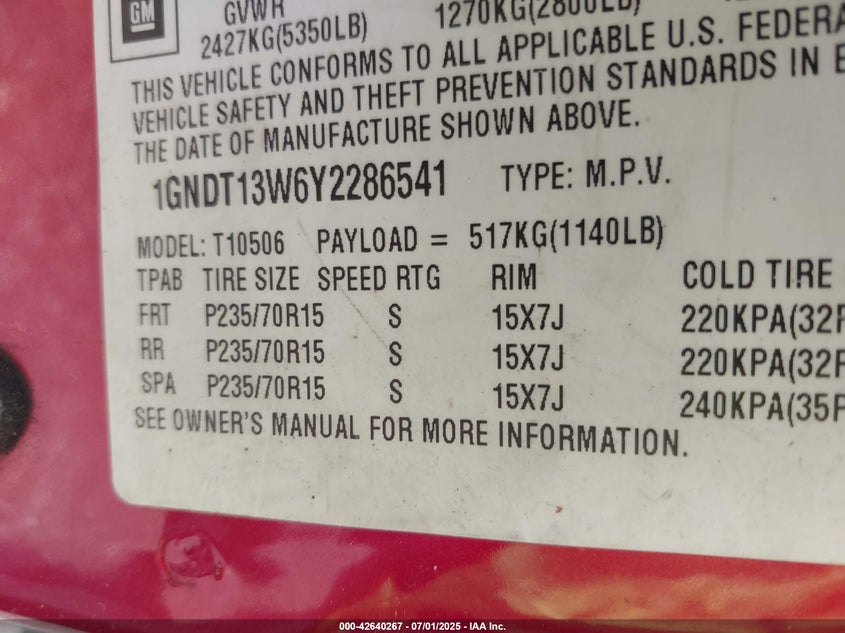 GM
GVWR
2427KG(5350LB)
1270KG(2800LB)
THIS VEHICLE CONFORMS TO ALL APPLICABLE U.S. FEDERA
VEHICLE SAFETY AND THEFT PREVENTION STANDARDS IN E
THE DATE OF MANUFACTURE SHOWN ABOVE.
1GNDT13W6Y2286541 TYPE: M.P.V.
MODEL: T10506 PAYLOAD = 517KG(1140LB)
TPAB TIRE SIZE SPEED RTG RIM COLD TIRE
FRT P235/70R15 S 15X7J 220KPA(32P
RR P235/70R15 S 15X7J 220KPA(32P
SPA P235/70R15 S 15X7J 240KPA(35P
SEE OWNER'S MANUAL FOR MORE INFORMATION.
000-42640267 - 07/01/2025 - IAA Inc.